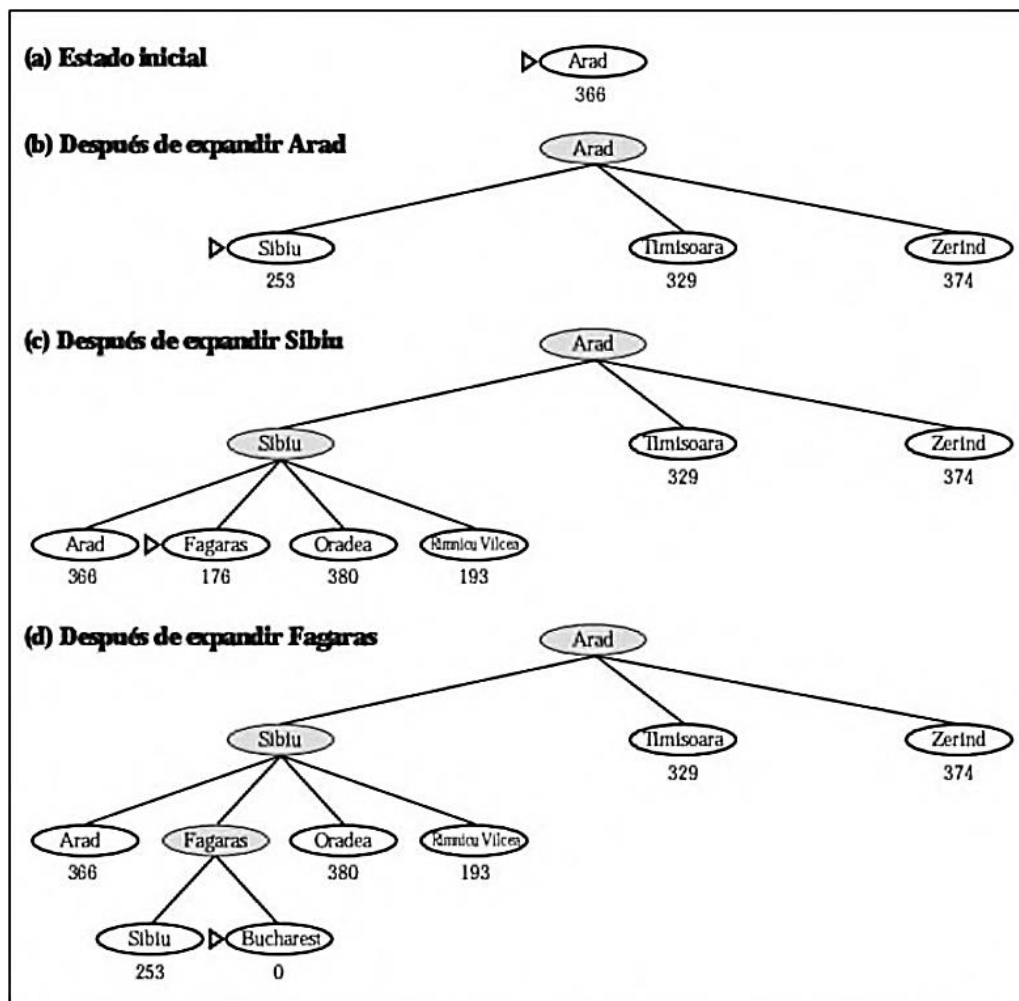 (a) Estado inicial
Arad
366
(b) Después de expandir Arad
Arad
Sibiu
Timisoara
Zerind
253
329
374
(c) Después de expandir Sibiu
Arad
Sibiu
Timisoara
Zerind
329
374
Arad
Fagaras
Oradea
Rimnicu Vilcea
366
176
380
193
(d) Después de expandir Fagaras
Arad
Sibiu
Timisoara
Zerind
329
374
Arad
Fagaras
Oradea
Rimnicu Vilcea
366
380
193
Sibiu
Bucharest
253
0